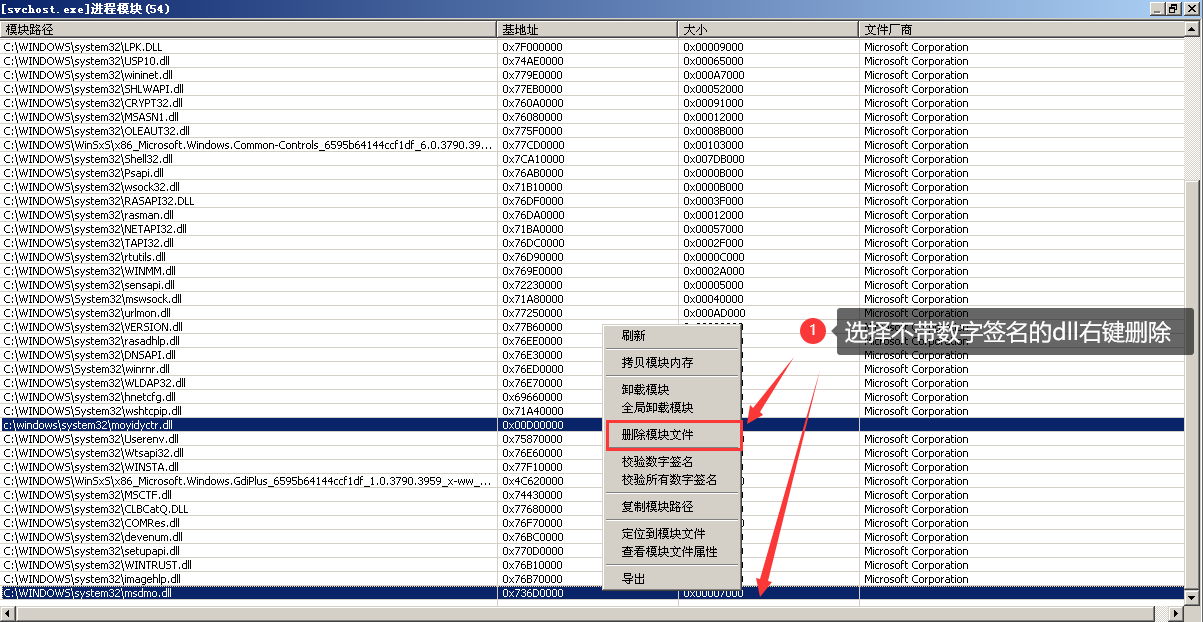 [svchost.exe]进程模块(54)
模块路径 基地址 大小 文件厂商
C:\WINDOWS\system32\LPK.DLL 0x7F000000 0x00009000 Microsoft Corporation
C:\WINDOWS\system32\USP10.dll 0x74AE0000 0x00065000 Microsoft Corporation
C:\WINDOWS\system32\wininet.dll 0x779E0000 0x000A7000 Microsoft Corporation
C:\WINDOWS\system32\SHLWAPI.dll 0x77EB0000 0x00052000 Microsoft Corporation
C:\WINDOWS\system32\CRYPT32.dll 0x760A0000 0x00091000 Microsoft Corporation
C:\WINDOWS\system32\MSASN1.dll 0x76080000 0x00012000 Microsoft Corporation
C:\WINDOWS\system32\OLEAUT32.dll 0x775F0000 0x0008B000 Microsoft Corporation
C:\WINDOWS\WinSxS\x86_Microsoft.Windows.Common-Controls_6595b64144ccf1df_6.0.3790.39... 0x77CD0000 0x00103000 Microsoft Corporation
C:\WINDOWS\system32\Shell32.dll 0x7CA10000 0x007DB000 Microsoft Corporation
C:\WINDOWS\system32\Psapi.dll 0x76AB0000 0x0000B000 Microsoft Corporation
C:\WINDOWS\system32\wsock32.dll 0x71B10000 0x0000B000 Microsoft Corporation
C:\WINDOWS\system32\RASAPI32.DLL 0x76DF0000 0x0003F000 Microsoft Corporation
C:\WINDOWS\system32\rasman.dll 0x76DA0000 0x00012000 Microsoft Corporation
C:\WINDOWS\system32\NETAPI32.dll 0x71BA0000 0x00057000 Microsoft Corporation
C:\WINDOWS\system32\TAPI32.dll 0x76DC0000 0x0002F000 Microsoft Corporation
C:\WINDOWS\system32\rtutils.dll 0x76D90000 0x0000C000 Microsoft Corporation
C:\WINDOWS\system32\WINMM.dll 0x769E0000 0x0002A000 Microsoft Corporation
C:\WINDOWS\system32\sensapi.dll 0x72230000 0x00005000 Microsoft Corporation
C:\WINDOWS\System32\mswsock.dll 0x71A80000 0x00040000 Microsoft Corporation
C:\WINDOWS\system32\urlmon.dll 0x77250000 0x000AD000 Microsoft Corporation
C:\WINDOWS\system32\VERSION.dll 0x77B60000
C:\WINDOWS\system32\rasadhlp.dll 0x76EE0000
C:\WINDOWS\system32\DNSAPI.dll 0x76E30000
C:\WINDOWS\System32\winrnr.dll 0x76ED0000 Microsoft Corporation
C:\WINDOWS\system32\WLDAP32.dll 0x76E70000 Microsoft Corporation
C:\WINDOWS\system32\hnetcfg.dll 0x69660000 Microsoft Corporation
C:\WINDOWS\System32\wshtcpip.dll 0x71A40000 Microsoft Corporation
c:\windows\system32\moyidyctr.dll 0x00D00000
C:\WINDOWS\system32\Userenv.dll 0x75870000 Microsoft Corporation
C:\WINDOWS\system32\Wtsapi32.dll 0x76E60000 Microsoft Corporation
C:\WINDOWS\system32\WINSTA.dll 0x77F10000 Microsoft Corporation
C:\WINDOWS\WinSxS\x86_Microsoft.Windows.GdiPlus_6595b64144ccf1df_1.0.3790.3959_x-ww_... 0x4C620000 Microsoft Corporation
C:\WINDOWS\system32\MSCTF.dll 0x74430000 Microsoft Corporation
C:\WINDOWS\system32\CLBCatQ.DLL 0x77680000 Microsoft Corporation
C:\WINDOWS\system32\COMRes.dll 0x76F70000 Microsoft Corporation
C:\WINDOWS\system32\devenum.dll 0x76BC0000 Microsoft Corporation
C:\WINDOWS\system32\setupapi.dll 0x770D0000 Microsoft Corporation
C:\WINDOWS\system32\WINTRUST.dll 0x76B10000 Microsoft Corporation
C:\WINDOWS\system32\imagehlp.dll 0x76B70000 Microsoft Corporation
C:\WINDOWS\system32\msdmo.dll 0x736D0000 0x00007000
刷新
拷贝模块内存
卸载模块
全局卸载模块
删除模块文件
校验数字签名
校验所有数字签名
复制模块路径
定位到模块文件
查看模块文件属性
导出
1 选择不带数字签名的dll右键删除